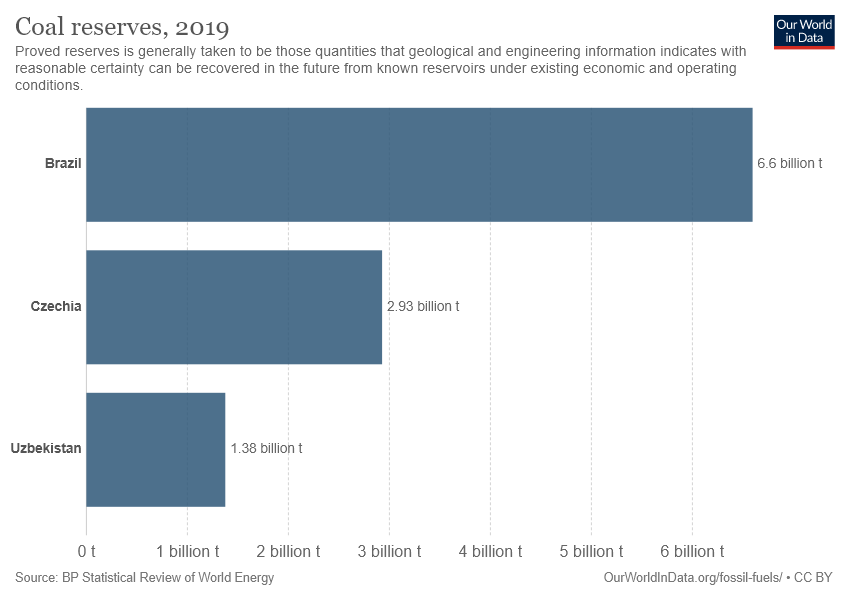 Coal reserves, 2019
Our World
in Data
Proved reserves is generally taken to be those quantities that geological and engineering information indicates with
reasonable certainty can be recovered in the future from known reservoirs under existing economic and operating
conditions.
Brazil
6.6 billion t
Czechia
2.93 billion t
Uzbekistan
1.38 billion t
0 t
1 billion t
2 billion t
3 billion t
4 billion t
5 billion t
6 billion t
Source: BP Statistical Review of World Energy
OurWorldInData.org/fossil-fuels/ • CC BY